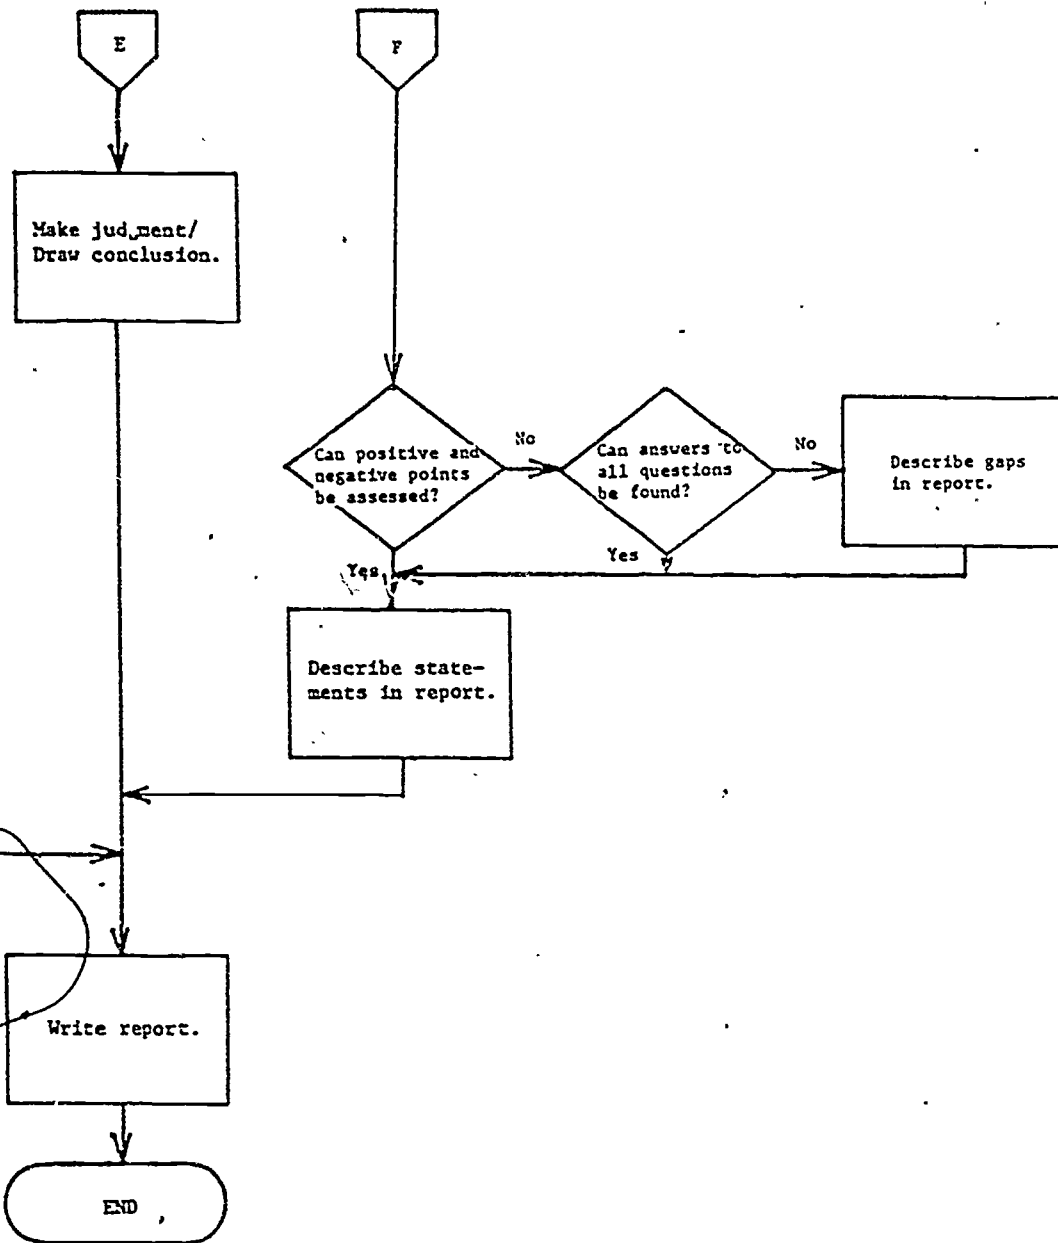 E
F
Make judgment/
Draw conclusion.
Can positive and
negative points
be assessed?
No
Can answers to
all questions
be found?
No
Describe gaps
in report.
Yes
Yes
Describe state-
ments in report.
Write report.
END